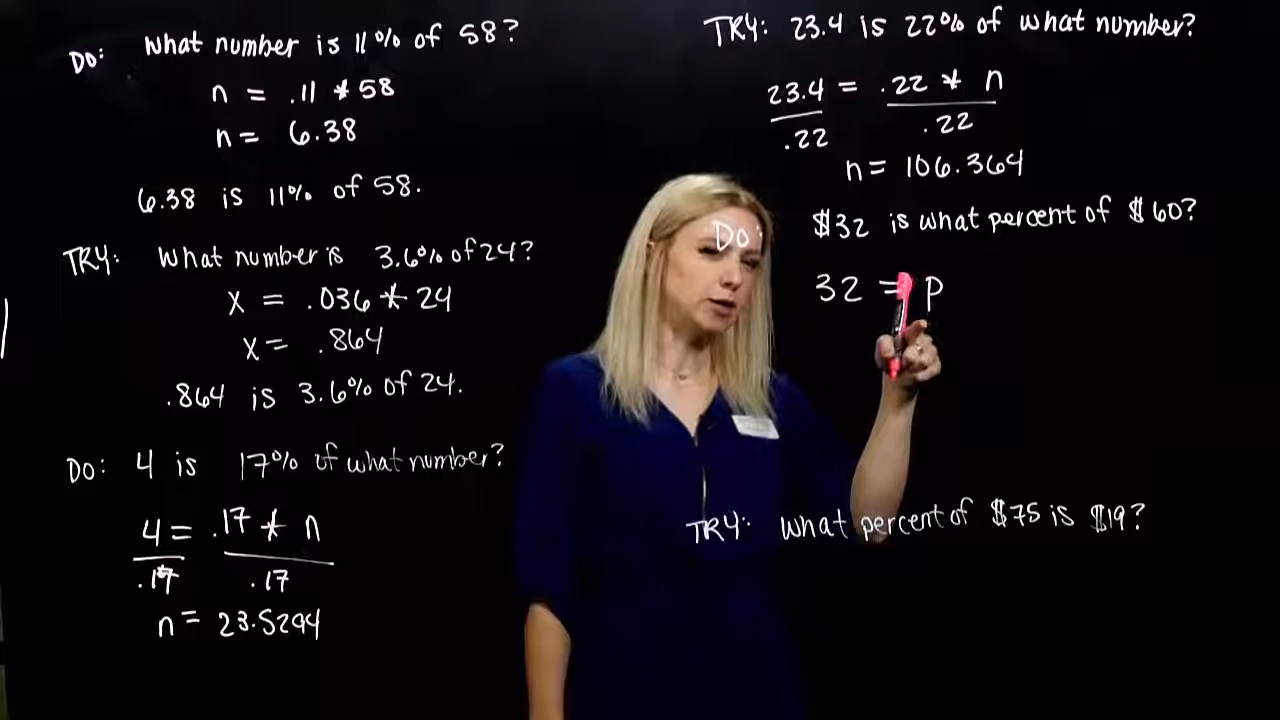 DO: What number is 11% of 58?
n = .11 * 58
n = 6.38
6.38 is 11% of 58.
TRY: What number is 3.6% of 24?
x = .036 * 24
x = .864
.864 is 3.6% of 24.
DO: 4 is 17% of what number?
4 = .17 * n
.17 .17
n = 23.5294
TRY: 23.4 is 22% of what number?
23.4 = .22 * n
.22 .22
n = 106.364
DO: $32 is what percent of $60?
32 = p
TRY: What percent of $75 is $19?